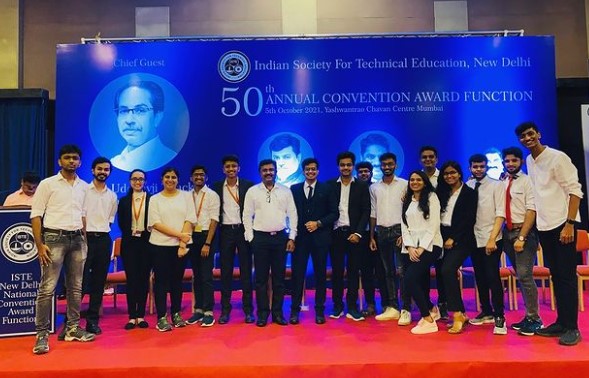 Chief Guest
Indian Society For Technical Education, New Delhi
50th
ANNUAL CONVENTION AWARD FUNCTION
5th October 2021, Yashwantrao Chavan Centre Mumbai
ISTE
New Delhi
National
Award
Function